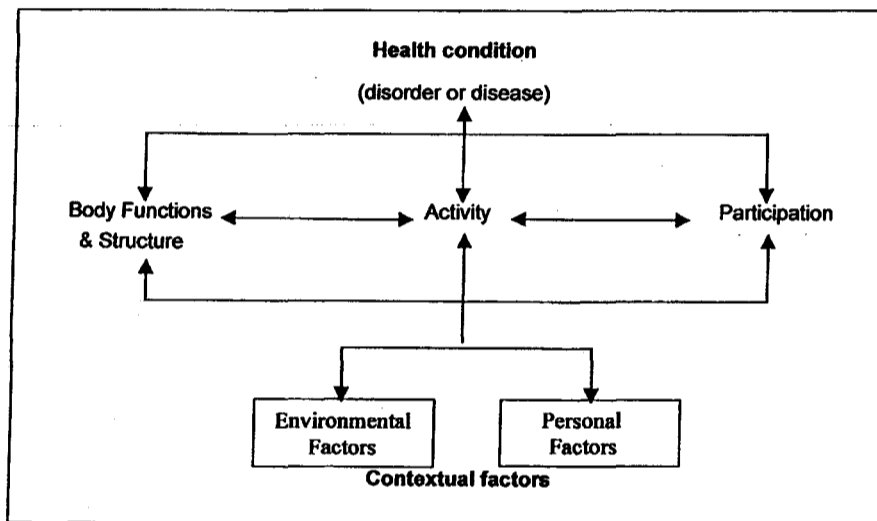 Health condition
(disorder or disease)
Body Functions
& Structure
Activity
Participation
Environmental
Factors
Personal
Factors
Contextual factors